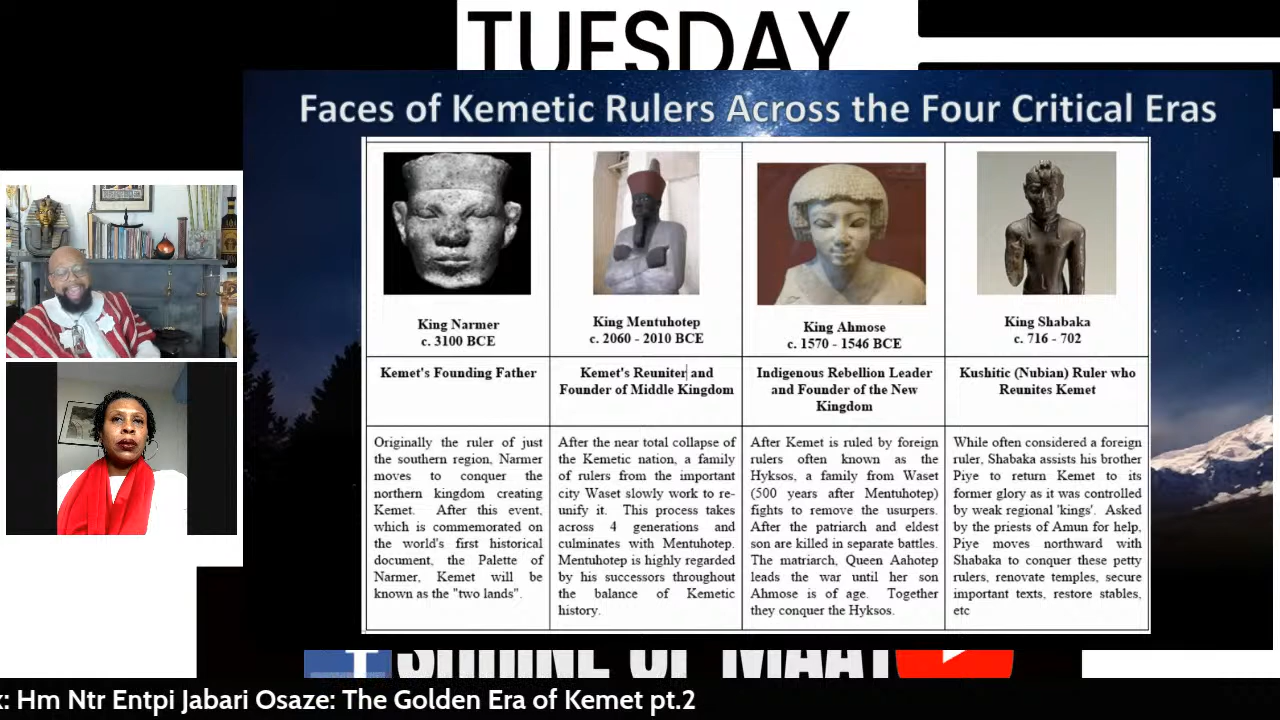 TUESDAY
Faces of Kemetic Rulers Across the Four Critical Eras
King Narmer
c. 3100 BCE
King Mentuhotep
c. 2060 - 2010 BCE
King Ahmose
c. 1570 - 1546 BCE
King Shabaka
c. 716 - 702
Kemet's Founding Father
Kemet's Reuniter and
Founder of Middle Kingdom
Indigenous Rebellion Leader
and Founder of the New
Kingdom
Kushitic (Nubian) Ruler who
Reunites Kemet
Originally the ruler of just
the southern region, Narmer
moves to conquer the
northern kingdom creating
Kemet. After this event,
which is commemorated on
the world's first historical
document, the Palette of
Narmer, Kemet will be
known as the "two lands".
After the near total collapse of
the Kemetic nation, a family
of rulers from the important
city Waset slowly work to re-
unify it. This process takes
across 4 generations and
culminates with Mentuhotep.
Mentuhotep is highly regarded
by his successors throughout
the balance of Kemetic
history.
After Kemet is ruled by foreign
rulers often known as the
Hyksos, a family from Waset
(500 years after Mentuhotep)
fights to remove the usurpers.
After the patriarch and eldest
son are killed in separate battles.
The matriarch, Queen Aahotep
leads the war until her son
Ahmose is of age. Together
they conquer the Hyksos.
While often considered a foreign
ruler, Shabaka assists his brother
Piye to return Kemet to its
former glory as it was controlled
by weak regional 'kings'. Asked
by the priests of Amun for help,
Piye moves northward with
Shabaka to conquer these petty
rulers, renovate temples, secure
important texts, restore stables,
etc
SHRINE OF MAAT
: Hm Ntr Entpi Jabari Osaze: The Golden Era of Kemet pt.2